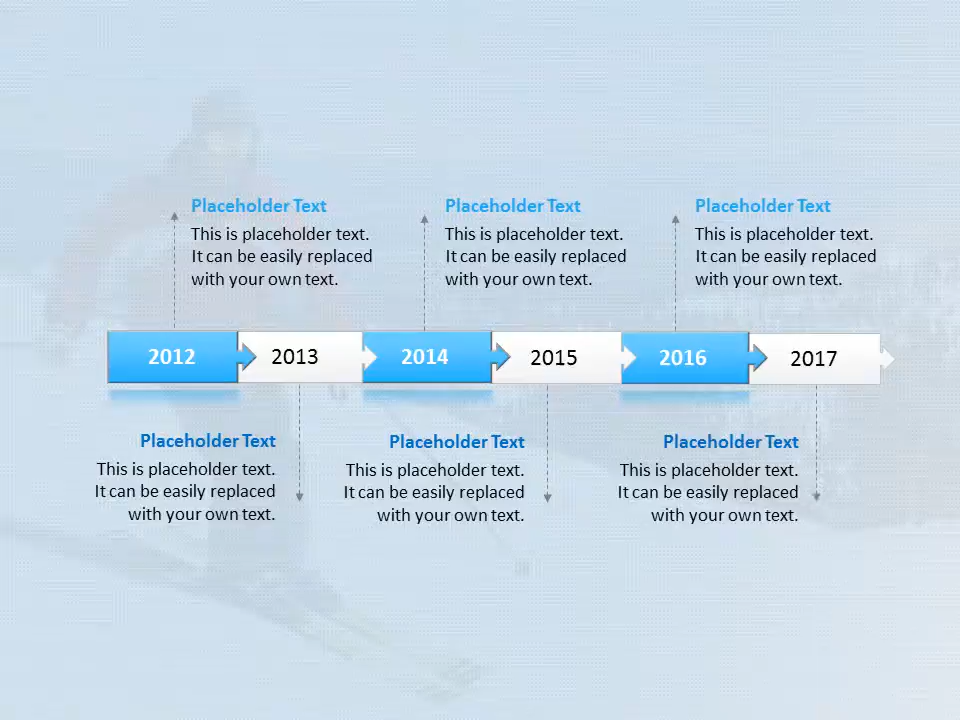 Placeholder Text
This is placeholder text.
It can be easily replaced
with your own text.
Placeholder Text
This is placeholder text.
It can be easily replaced
with your own text.
Placeholder Text
This is placeholder text.
It can be easily replaced
with your own text.
2012
2013
2014
2015
2016
2017
Placeholder Text
This is placeholder text.
It can be easily replaced
with your own text.
Placeholder Text
This is placeholder text.
It can be easily replaced
with your own text.
Placeholder Text
This is placeholder text.
It can be easily replaced
with your own text.